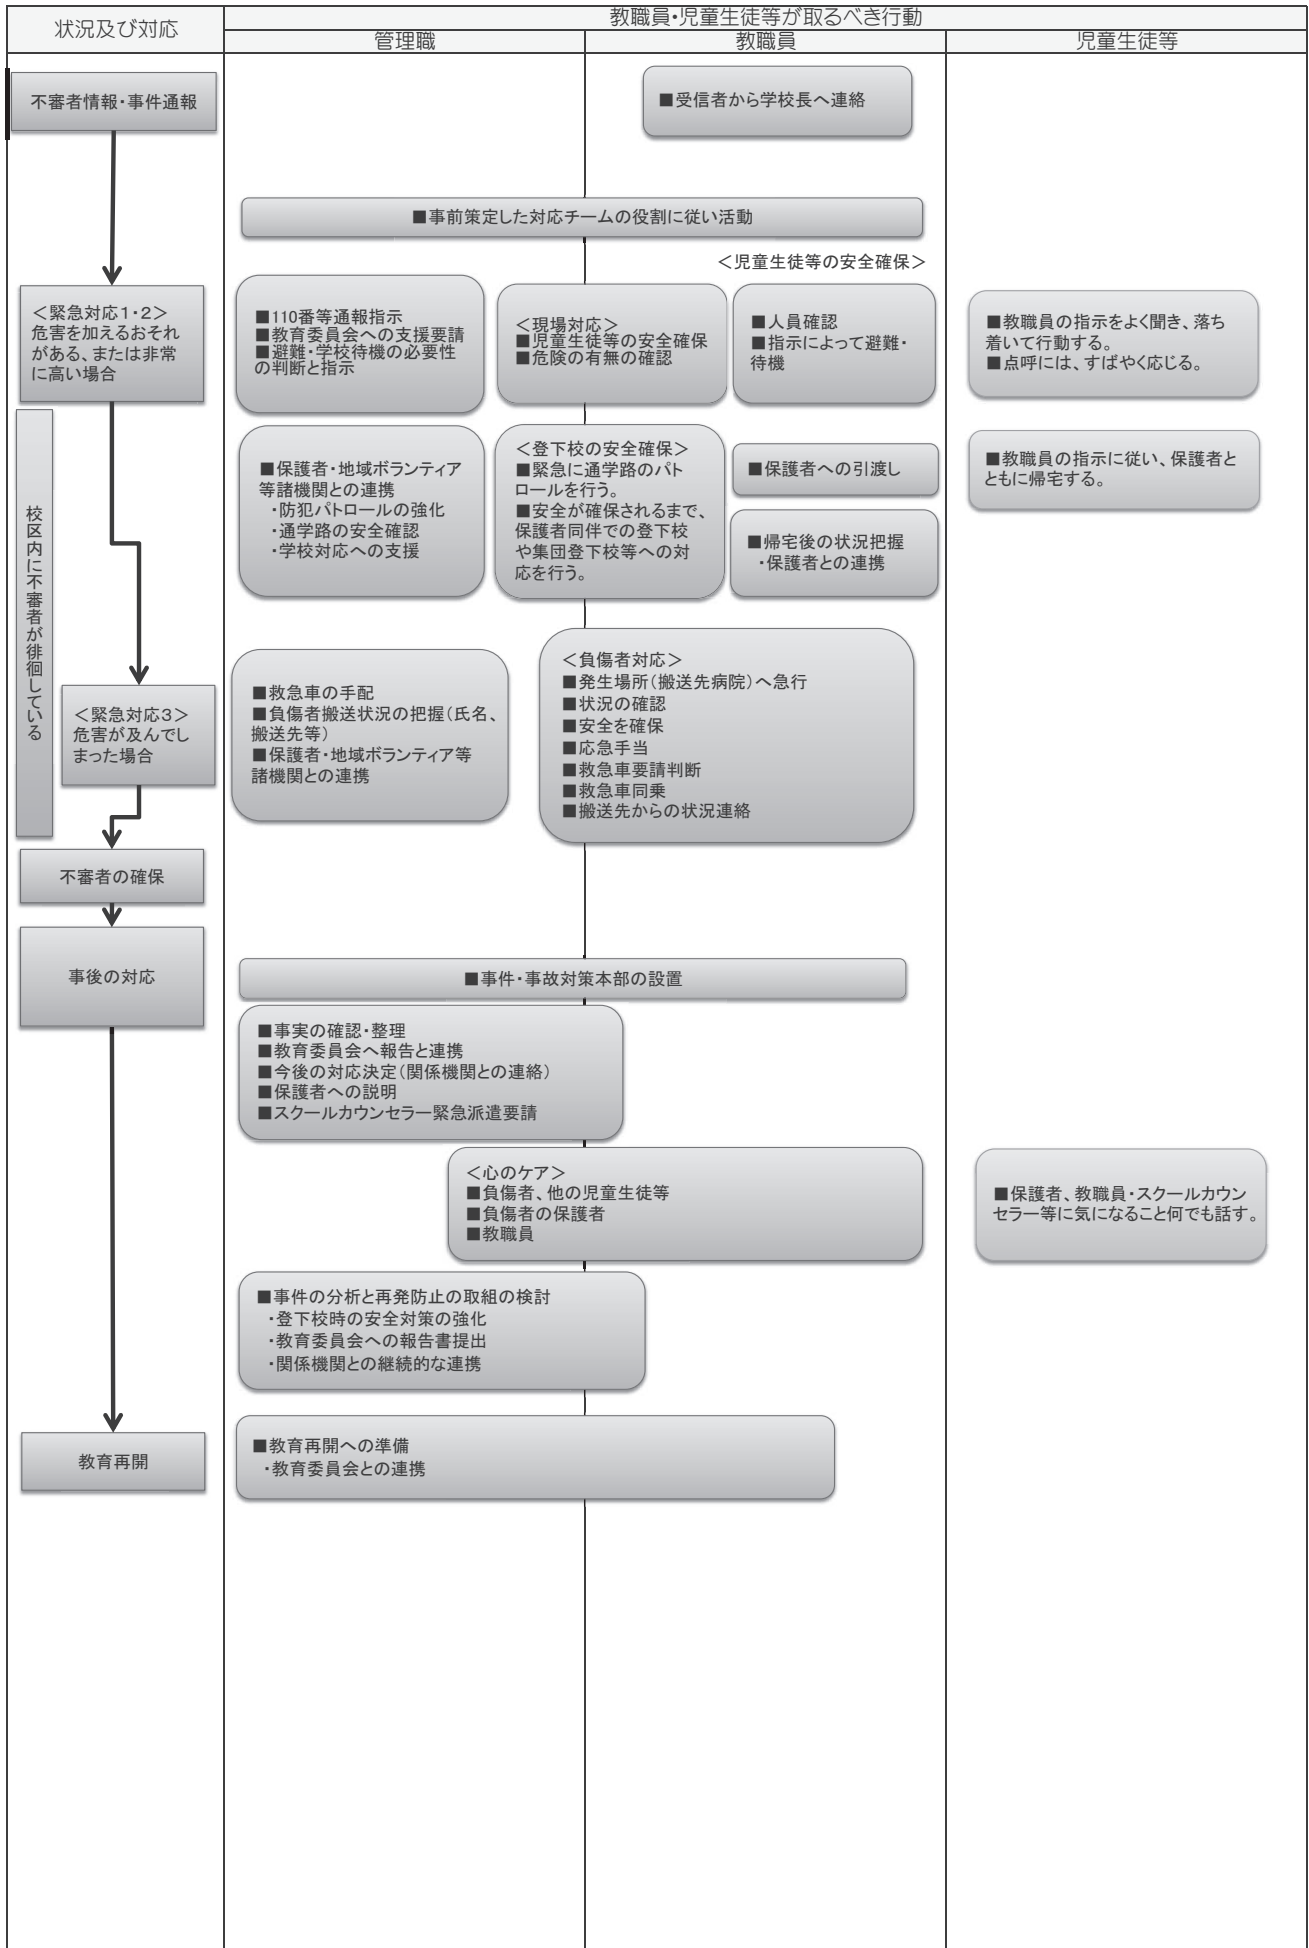 状況及び対応
教職員・児童生徒等が取るべき行動
管理職
教職員
児童生徒等
不審者情報・事件通報
■受信者から学校長へ連絡
■事前策定した対応チームの役割に従い活動
＜児童生徒等の安全確保＞
＜緊急対応１・２＞
危害を加えるおそれ
がある、または非常
に高い場合
■110番等通報指示
■教育委員会への支援要請
■避難・学校待機の必要性
の判断と指示
＜現場対応＞
■児童生徒等の安全確保
■危険の有無の確認
■人員確認
■指示によって避難・
待機
■教職員の指示をよく聞き、落ち
着いて行動する。
■点呼には、すばやく応じる。
校区内に不審者が徘徊している
■保護者・地域ボランティア
等諸機関との連携
・防犯パトロールの強化
・通学路の安全確認
・学校対応への支援
＜登下校の安全確保＞
■緊急に通学路のパト
ロールを行う。
■安全が確保されるまで、
保護者同伴での登下校
や集団登下校等への対
応を行う。
■保護者への引渡し
■帰宅後の状況把握
・保護者との連携
■教職員の指示に従い、保護者と
ともに帰宅する。
＜緊急対応３＞
危害が及んでし
まった場合
■救急車の手配
■負傷者搬送状況の把握（氏名、
搬送先等）
■保護者・地域ボランティア等
諸機関との連携
＜負傷者対応＞
■発生場所（搬送先病院）へ急行
■状況の確認
■安全を確保
■応急手当
■救急車要請判断
■救急車同乗
■搬送先からの状況連絡
不審者の確保
事後の対応
■事件・事故対策本部の設置
■事実の確認・整理
■教育委員会へ報告と連携
■今後の対応決定（関係機関との連絡）
■保護者への説明
■スクールカウンセラー緊急派遣要請
＜心のケア＞
■負傷者、他の児童生徒等
■負傷者の保護者
■教職員
■保護者、教職員・スクールカウン
セラー等に気になること何でも話す。
■事件の分析と再発防止の取組の検討
・登下校時の安全対策の強化
・教育委員会への報告書提出
・関係機関との継続的な連携
教育再開
■教育再開への準備
・教育委員会との連携